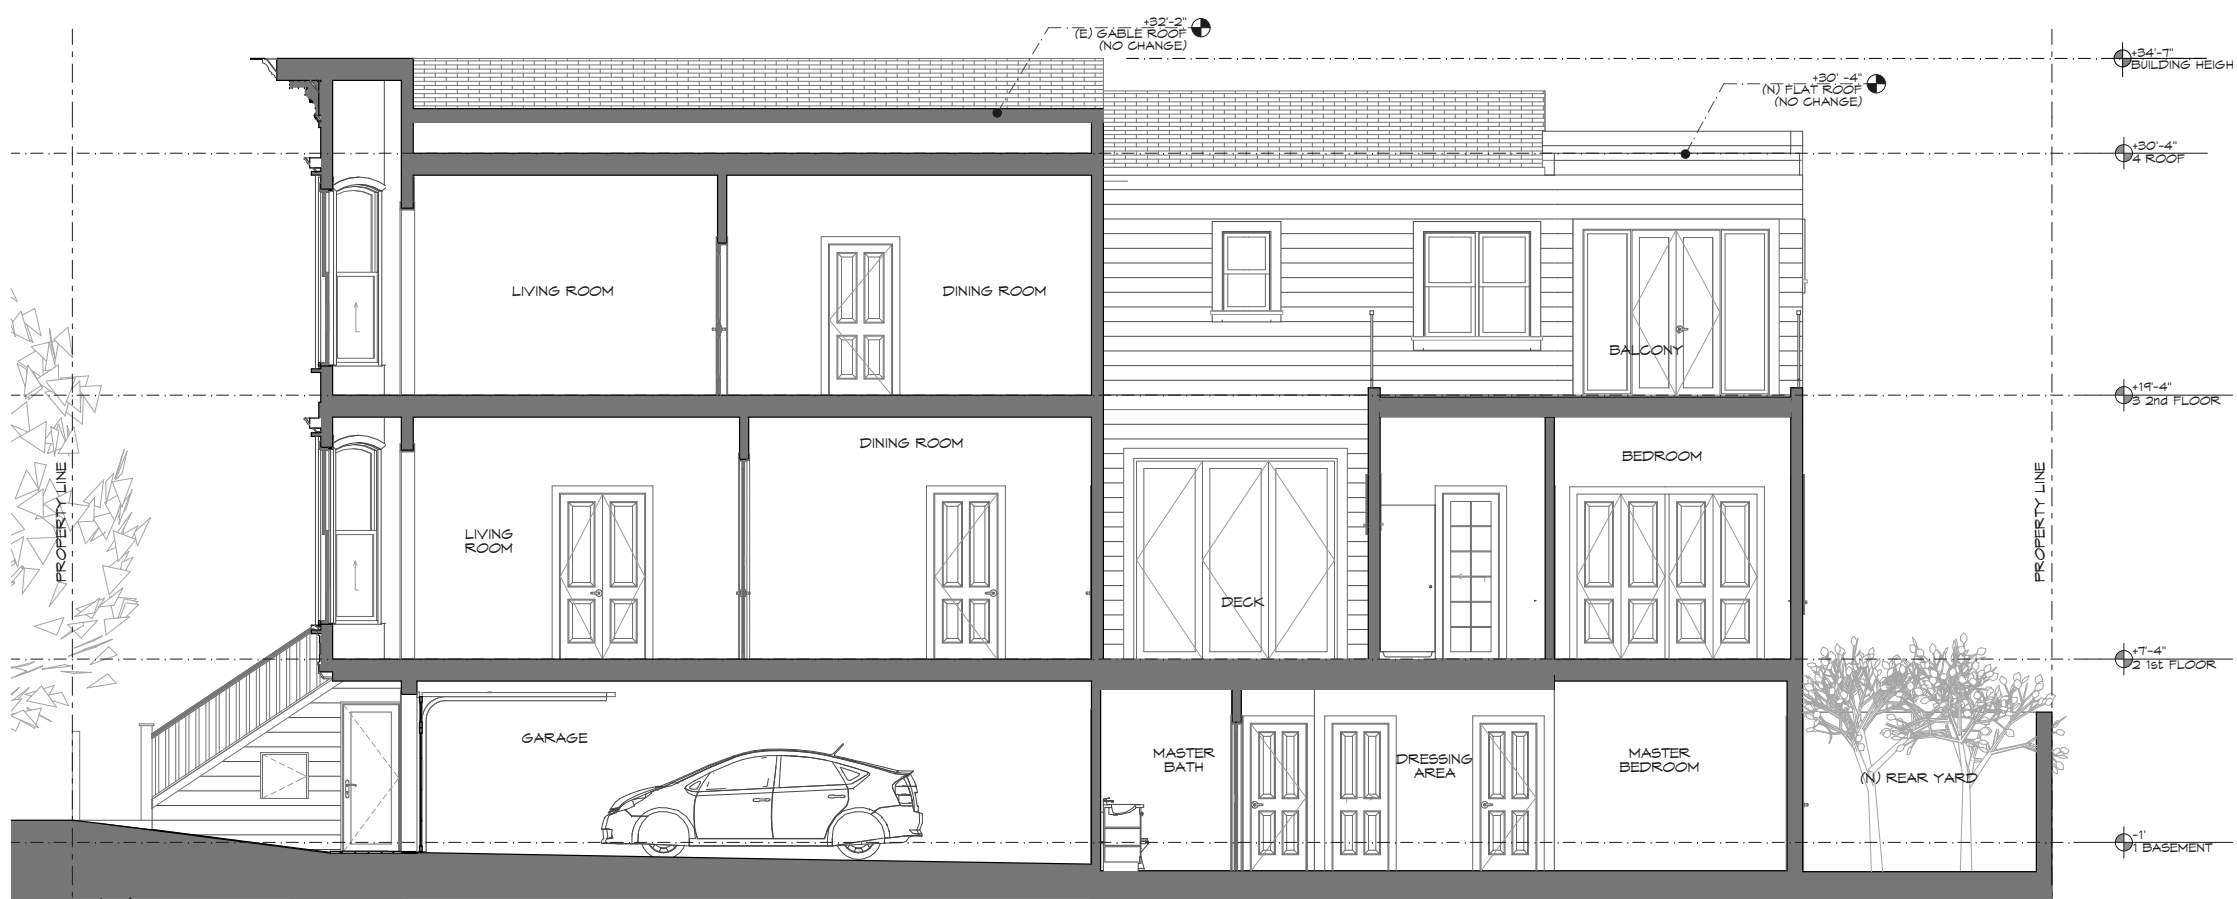 +32'-2"
(E) GABLE ROOF
(NO CHANGE)
+34'-7"
BUILDING HEIGH
+30' -4"
(N) FLAT ROOF
(NO CHANGE)
+30'-4"
4 ROOF
LIVING ROOM
DINING ROOM
BALCONY
+19'-4"
3 2nd FLOOR
DINING ROOM
BEDROOM
PROPERTY LINE
PROPERTY LINE
LIVING
ROOM
DECK
+7'-4"
2 1st FLOOR
GARAGE
MASTER
BATH
DRESSING
AREA
MASTER
BEDROOM
(N) REAR YARD
-1'
1 BASEMENT